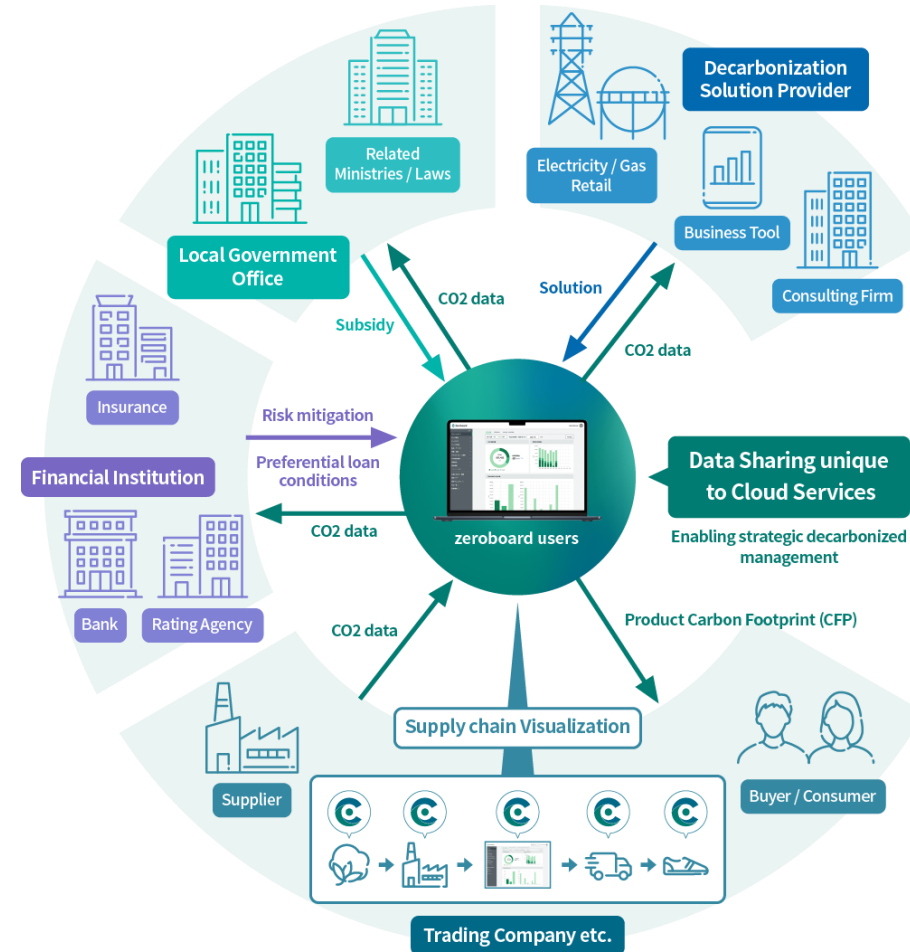 Decarbonization
Solution Provider
Related
Ministries / Laws
Electricity / Gas
Retail
Business Tool
Consulting Firm
Local Government
Office
CO2 data
Subsidy
Solution
CO2 data
Insurance
Risk mitigation
Preferential loan
conditions
Financial Institution
CO2 data
Bank
Rating Agency
zeroboard users
Data Sharing unique
to Cloud Services
Enabling strategic decarbonized
management
CO2 data
Product Carbon Footprint (CFP)
Supply chain Visualization
Supplier
Buyer / Consumer
Trading Company etc.